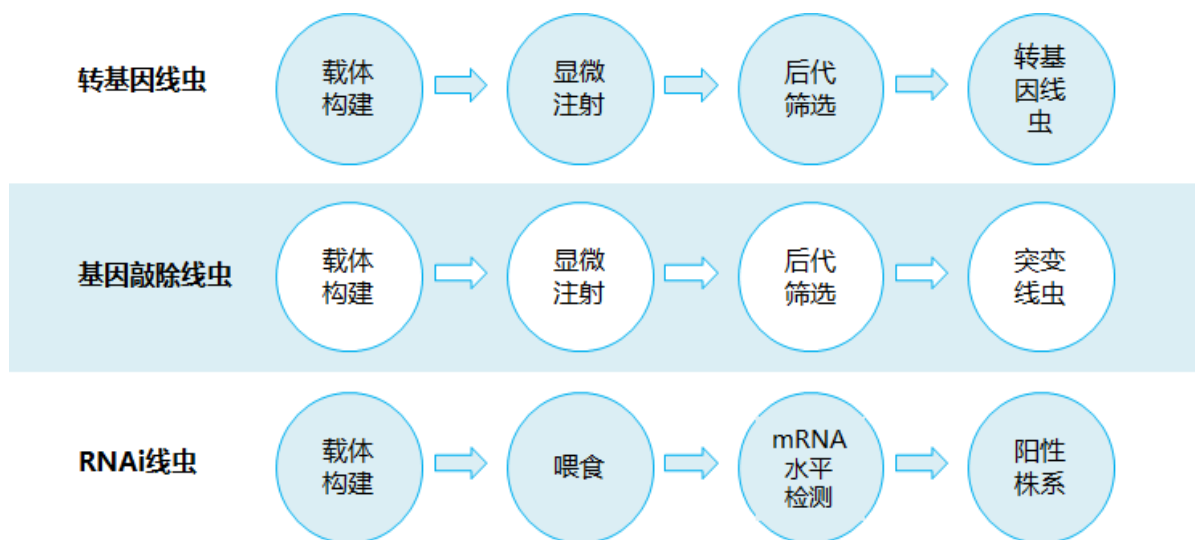 转基因线虫
载体
构建
显微
注射
后代
筛选
转基
因线
虫
基因敲除线虫
载体
构建
显微
注射
后代
筛选
突变
线虫
RNAi线虫
载体
构建
喂食
mRNA
水平
检测
阳性
株系